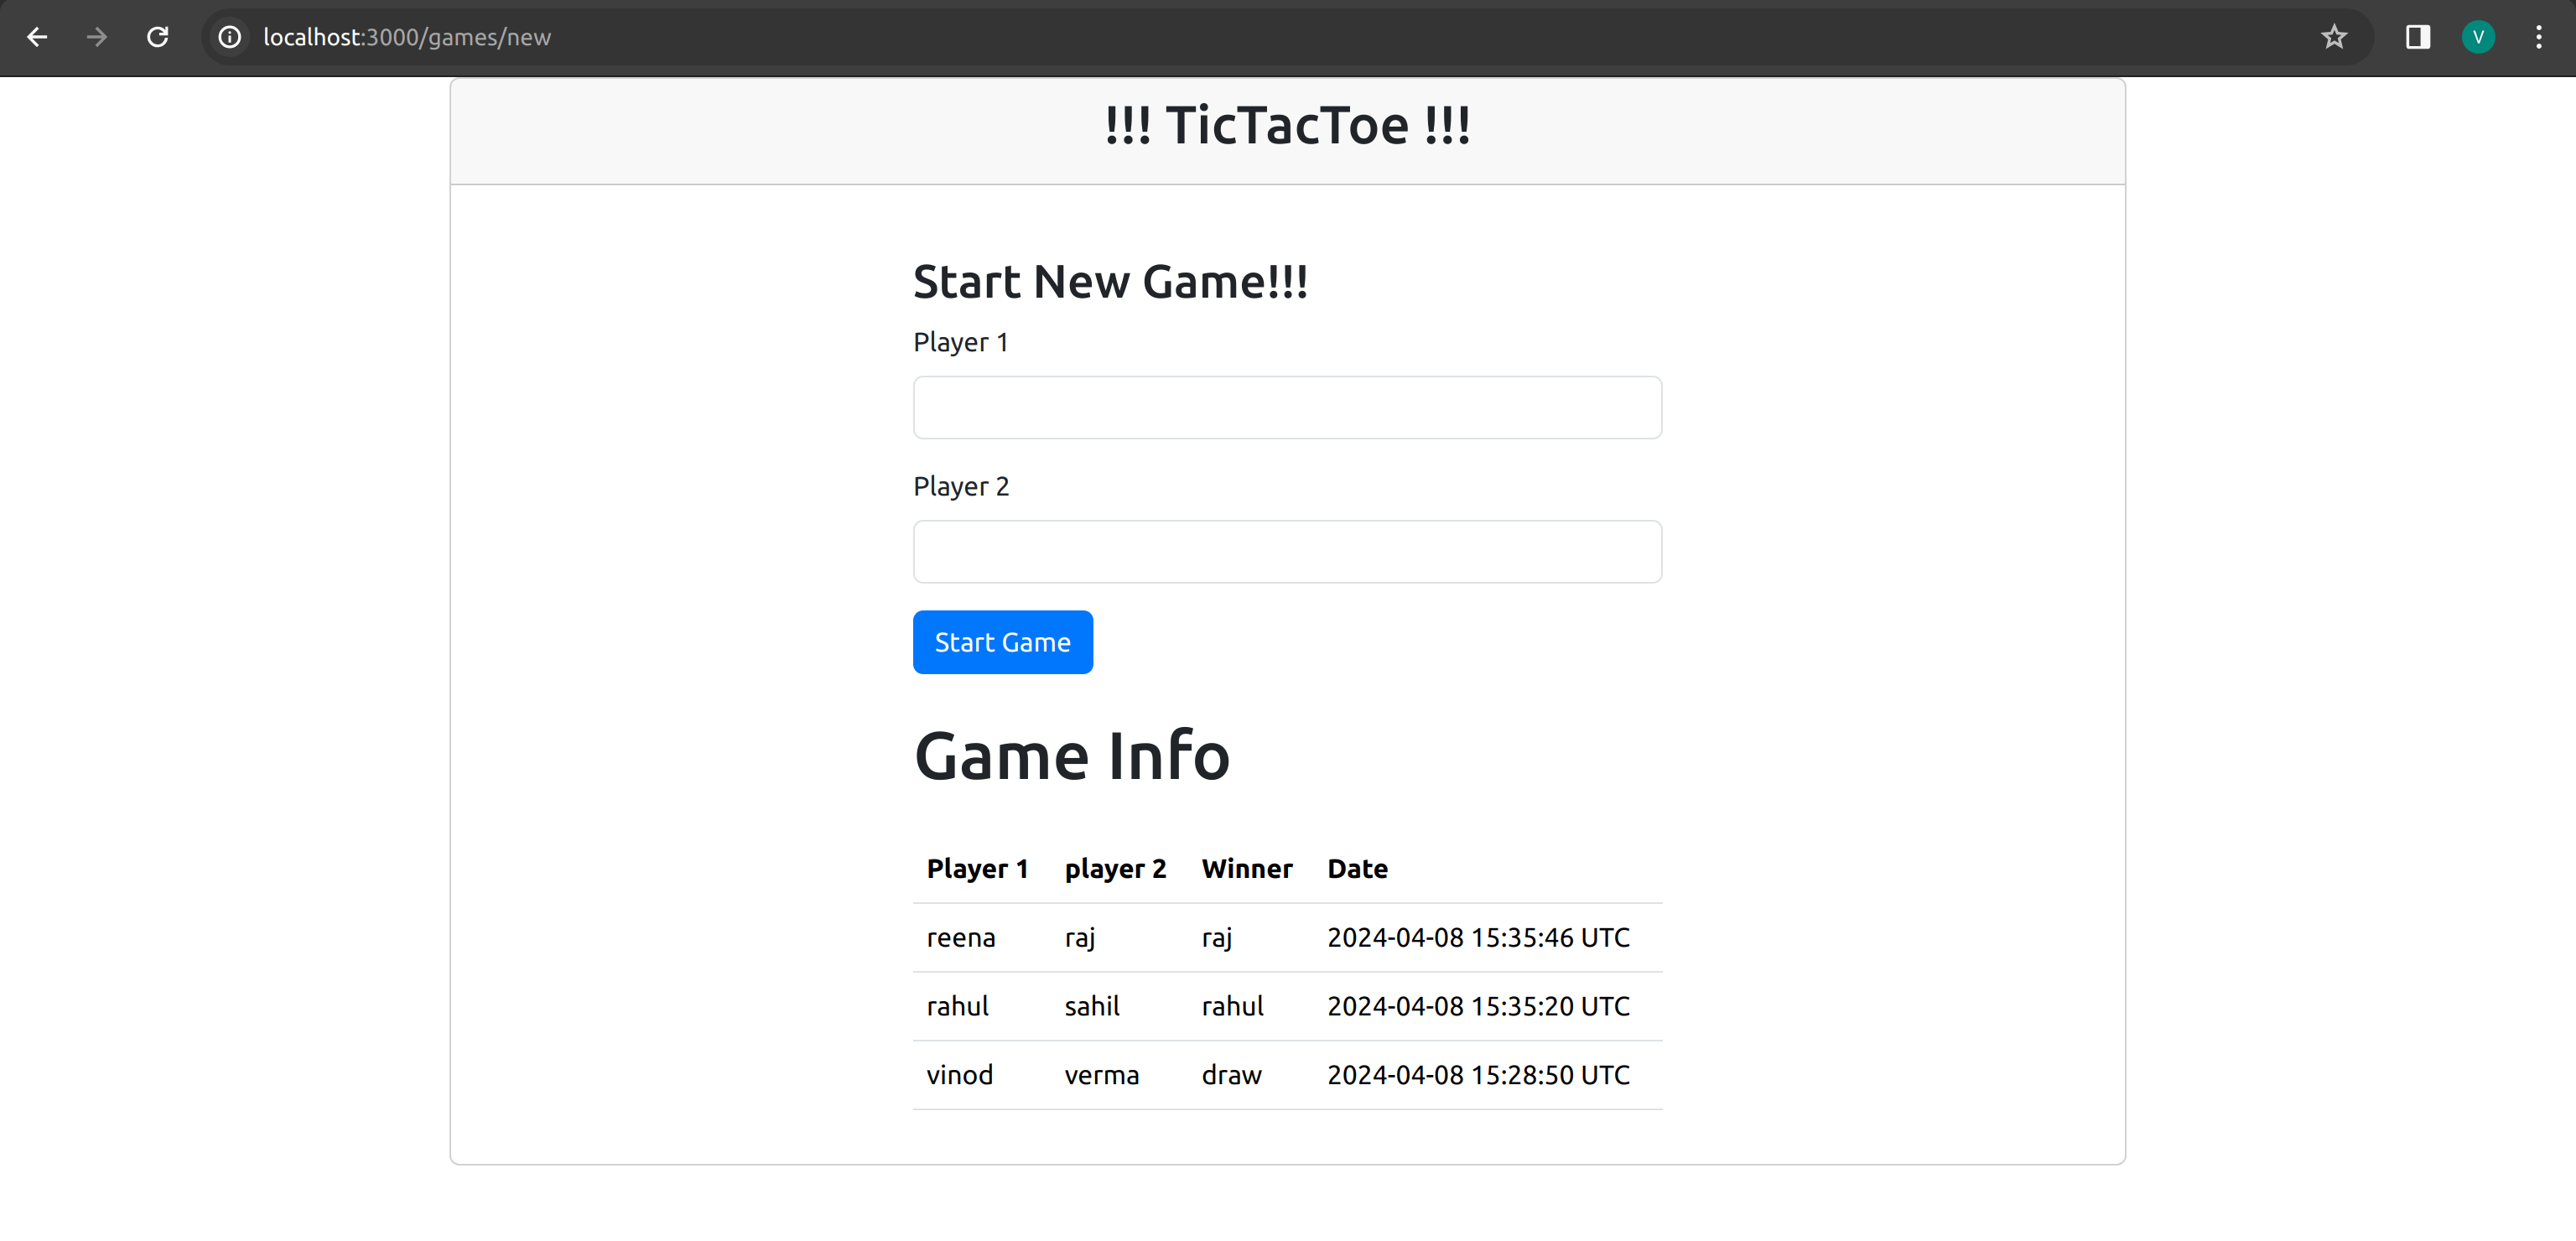 localhost:3000/games/new
V
!!! TicTacToe !!!
Start New Game!!!
Player 1
Player 2
Start Game
Game Info
Player 1 player 2 Winner Date
reena raj raj 2024-04-08 15:35:46 UTC
rahul sahil rahul 2024-04-08 15:35:20 UTC
vinod verma draw 2024-04-08 15:28:50 UTC